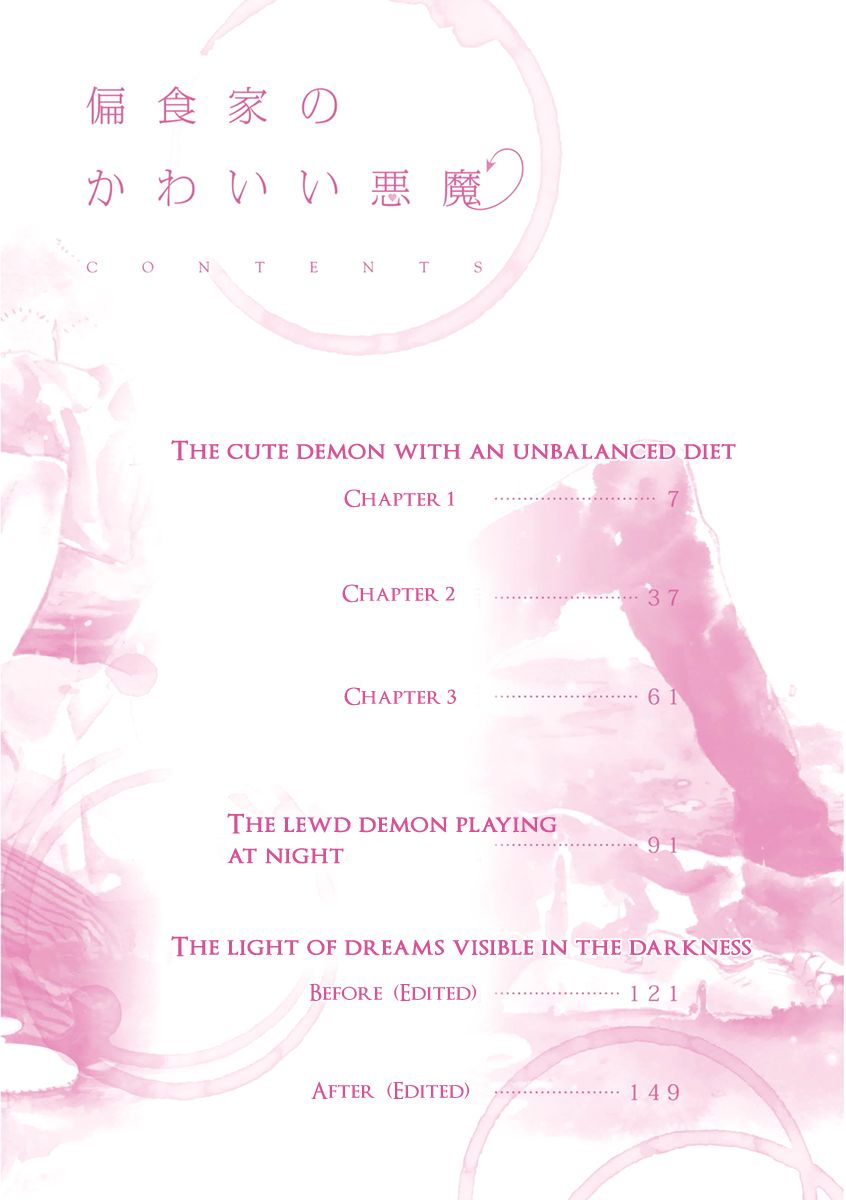 偏食家の
かわいい悪魔
CONTENTS
THE CUTE DEMON WITH AN UNBALANCED DIET
CHAPTER 1 ………………………… 7
CHAPTER 2 ……………………… 37
CHAPTER 3 ……………………… 61
THE LEWD DEMON PLAYING
AT NIGHT ……………………… 91
THE LIGHT OF DREAMS VISIBLE IN THE DARKNESS
BEFORE (EDITED) ………………… 121
AFTER (EDITED) ………………… 149